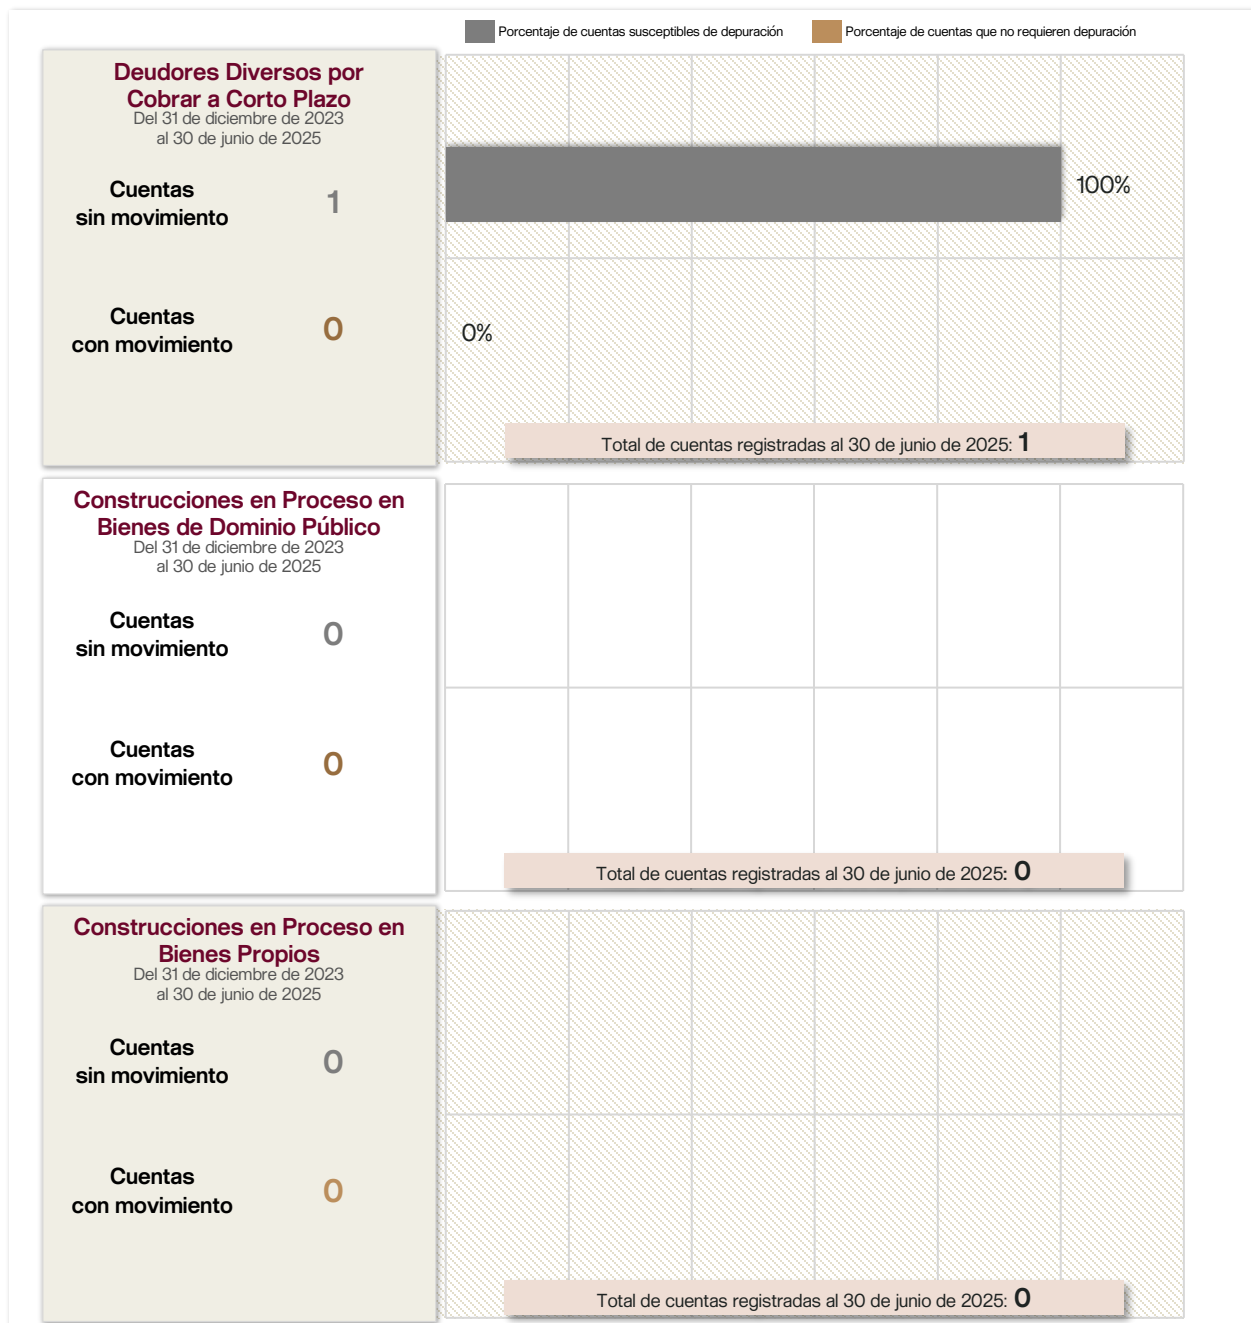 Porcentaje de cuentas susceptibles de depuración
Porcentaje de cuentas que no requieren depuración
Deudores Diversos por
Cobrar a Corto Plazo
Del 31 de diciembre de 2023
al 30 de junio de 2025
Cuentas
sin movimiento
1
100%
Cuentas
con movimiento
0
0%
Total de cuentas registradas al 30 de junio de 2025: 1
Construcciones en Proceso en
Bienes de Dominio Público
Del 31 de diciembre de 2023
al 30 de junio de 2025
Cuentas
sin movimiento
0
Cuentas
con movimiento
0
Total de cuentas registradas al 30 de junio de 2025: 0
Construcciones en Proceso en
Bienes Propios
Del 31 de diciembre de 2023
al 30 de junio de 2025
Cuentas
sin movimiento
0
Cuentas
con movimiento
0
Total de cuentas registradas al 30 de junio de 2025: 0